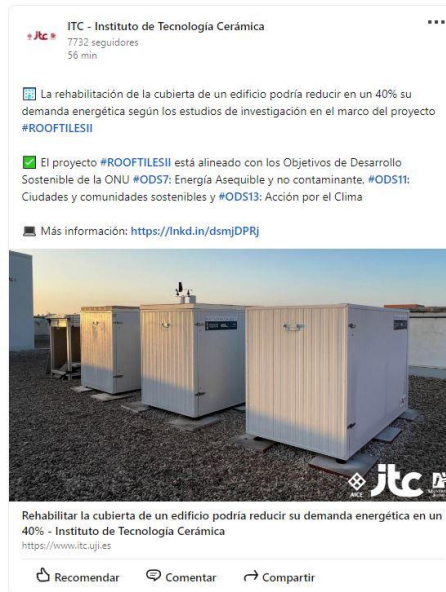 ITC - Instituto de Tecnología Cerámica
7732 seguidores
56 min
La rehabilitación de la cubierta de un edificio podría reducir en un 40% su
demanda energética según los estudios de investigación en el marco del proyecto
#ROOFTILESII
El proyecto #ROOFTILESII está alineado con los Objetivos de Desarrollo
Sostenible de la ONU #ODS7: Energía Asequible y no contaminante, #ODS11:
Ciudades y comunidades sostenibles y #ODS13: Acción por el Clima
Más información: https://lnkd.in/dsmjDPRj
AICE
itc
Rehabilitar la cubierta de un edificio podría reducir su demanda energética en un
40% - Instituto de Tecnología Cerámica
https://www.itc.uji.es
Recomendar Comentar Compartir